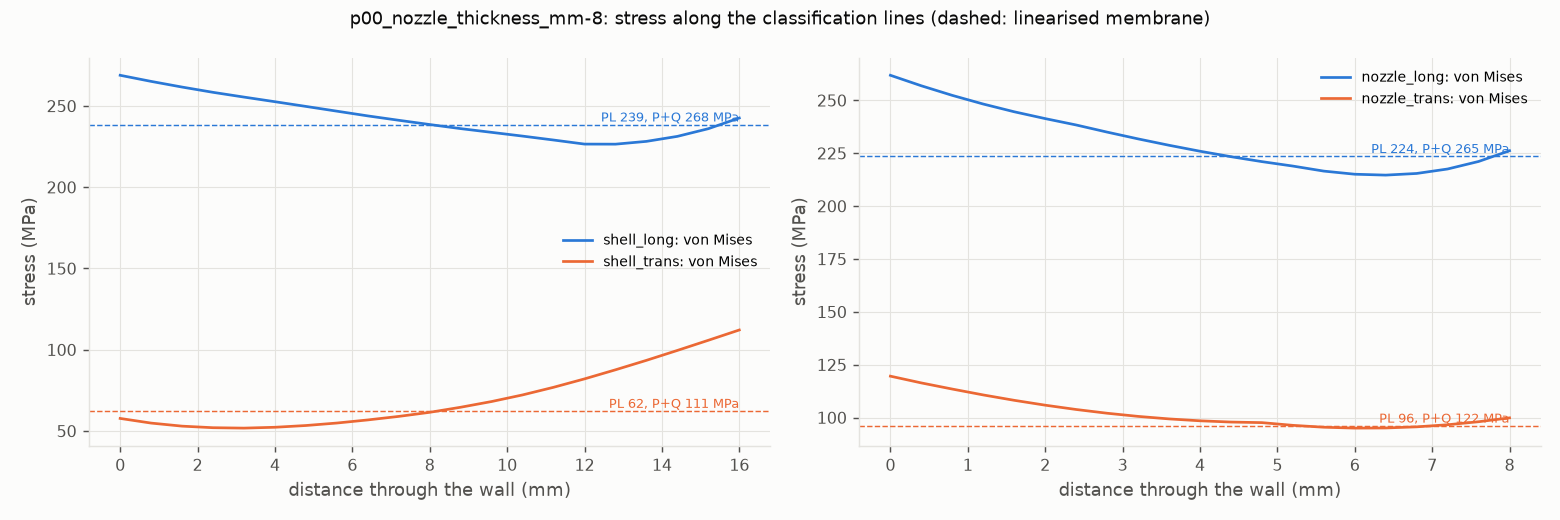 p00_nozzle_thickness_mm-8: stress along the classification lines (dashed: linearised membrane)
stress (MPa)
250
200
150
100
50
PL 239, P+Q 268 MPa
shell_long: von Mises
shell_trans: von Mises
PL 62, P+Q 111 MPa
0 2 4 6 8 10 12 14 16
distance through the wall (mm)
stress (MPa)
250
225
200
175
150
125
100
nozzle_long: von Mises
nozzle_trans: von Mises
PL 224, P+Q 265 MPa
PL 96, P+Q 122 MPa
0 1 2 3 4 5 6 7 8
distance through the wall (mm)